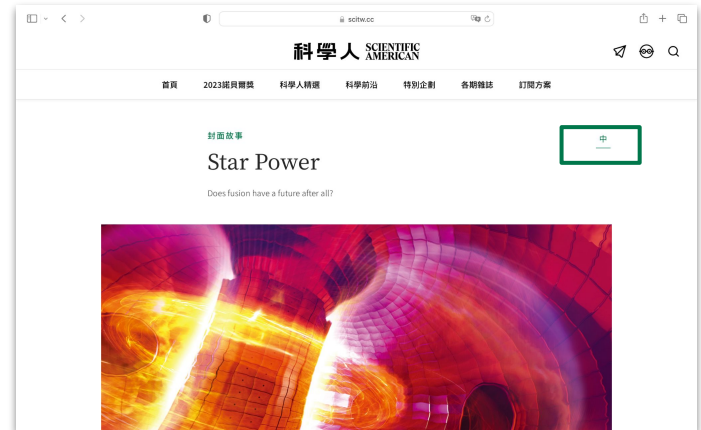 scitw.cc
科學人 SCIENTIFIC AMERICAN
首頁 2023諾貝爾獎 科學人精選 科學前沿 特別企劃 各期雜誌 訂閱方案
封面故事
中
Star Power
Does fusion have a future after all?